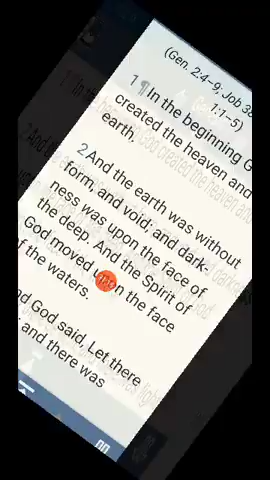 (Gen. 2.4–9; Job 38
1:1–5)
1 ¶In the beginning G
created the heaven and
earth.
2 And the earth was without
form, and void; and dark-
ness was upon the face of
the deep. And the Spirit of
God moved upon the face
of the waters.
nd God said, Let there
and there was